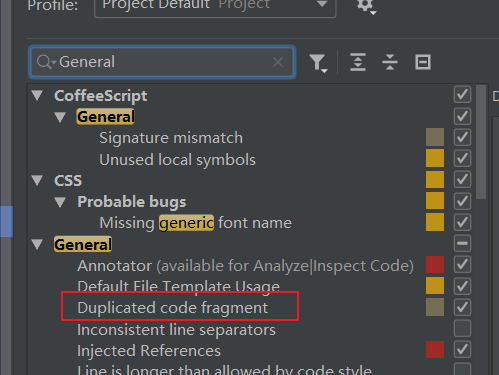 Profile: Project Default Project
General
CoffeeScript
General
Signature mismatch
Unused local symbols
CSS
Probable bugs
Missing generic font name
General
Annotator (available for Analyze|Inspect Code)
Default File Template Usage
Duplicated code fragment
Inconsistent line separators
Injected References
Line is longer than allowed by code style